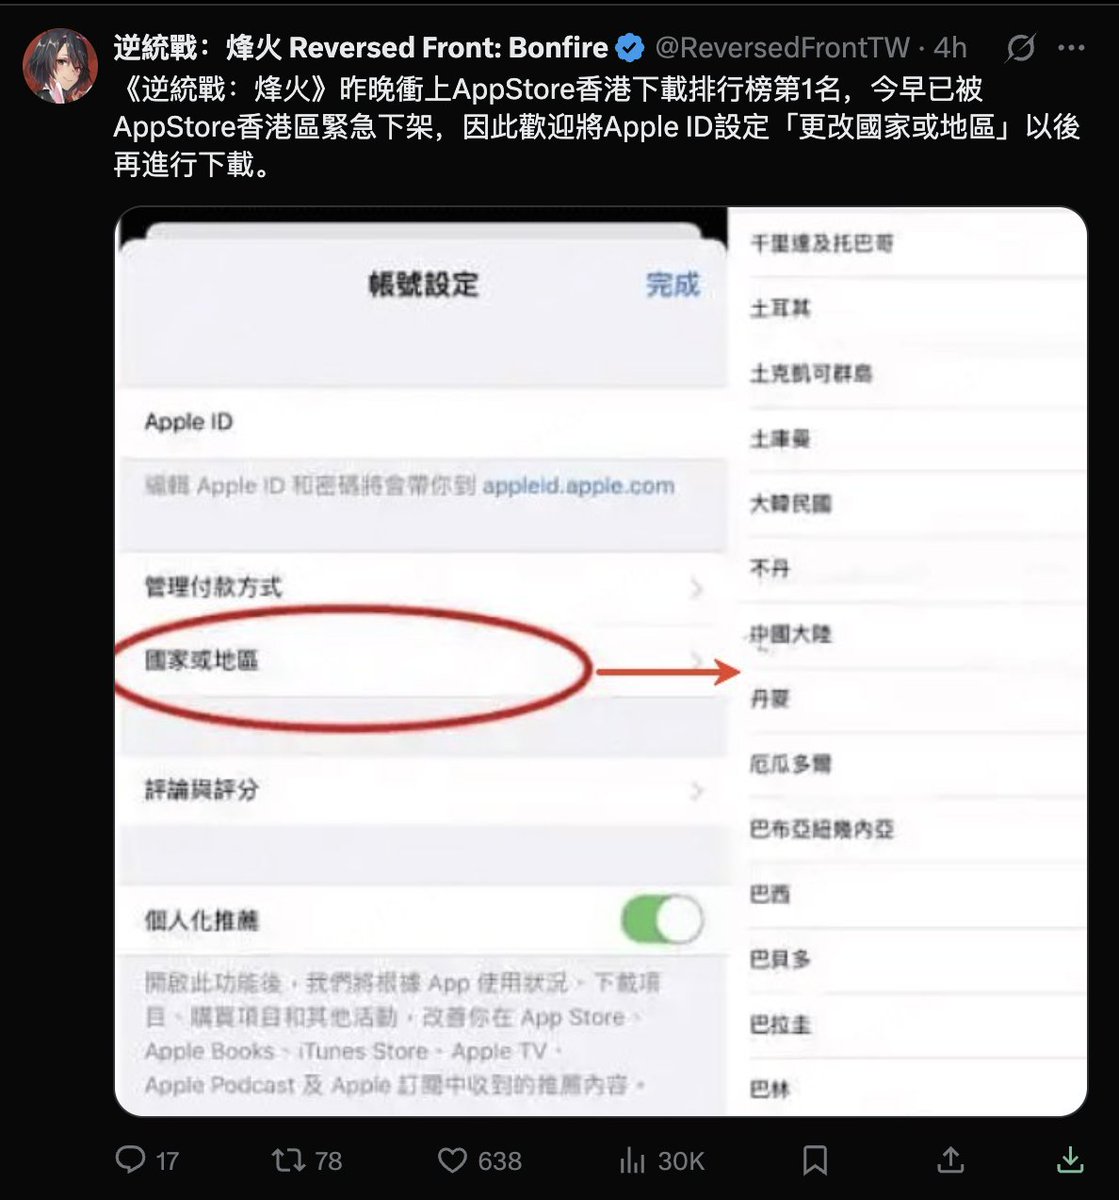 逆統戰：烽火 Reversed Front: Bonfire @ReversedFrontTW · 4h
《逆統戰：烽火》昨晚衝上AppStore香港下載排行榜第1名，今早已被
AppStore香港區緊急下架，因此歡迎將Apple ID設定「更改國家或地區」以後
再進行下載。
帳號設定
完成
Apple ID
編輯 Apple ID 和密碼將會帶你到 appleid.apple.com
管理付款方式
國家或地區
評論與評分
個人化推薦
開啟此功能後，我們將根據 App 使用狀況、下載項
目、購買項目和其他活動，改善你在 App Store、
Apple Books、iTunes Store、Apple TV、
Apple Podcast 及 Apple 訂閱中收到的推薦內容。
千里達及托巴哥
土耳其
土克凱可群島
土庫曼
大韓民國
不丹
中國大陸
丹麥
厄瓜多爾
巴布亞紐幾內亞
巴西
巴貝多
巴拉圭
巴林
17
78
638
30K